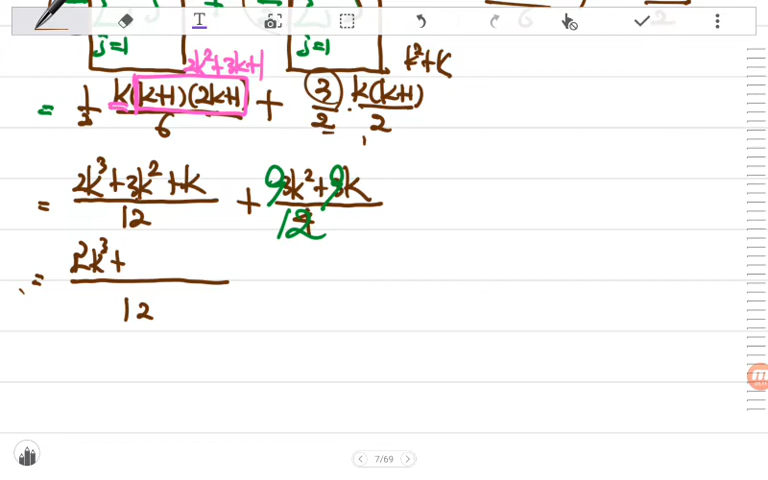 j=1 j=1
2k²+3k+1 k²+k
= 1/2 k(k+1)(2k+1)/6 + 3/2 · k(k+1)/2
= 2k³+3k²+k/12 + 9k²+9k/12
= 2k³+/12
7/69